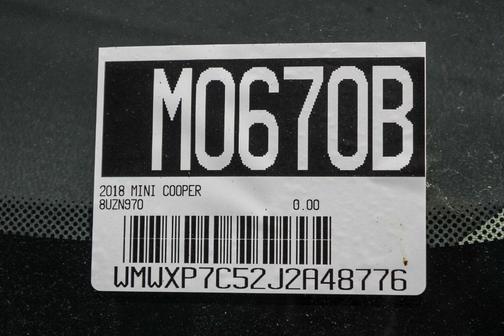 M0670B
2018 MINI COOPER
8UZN970 0.00
WMWXP7C52J2A48776